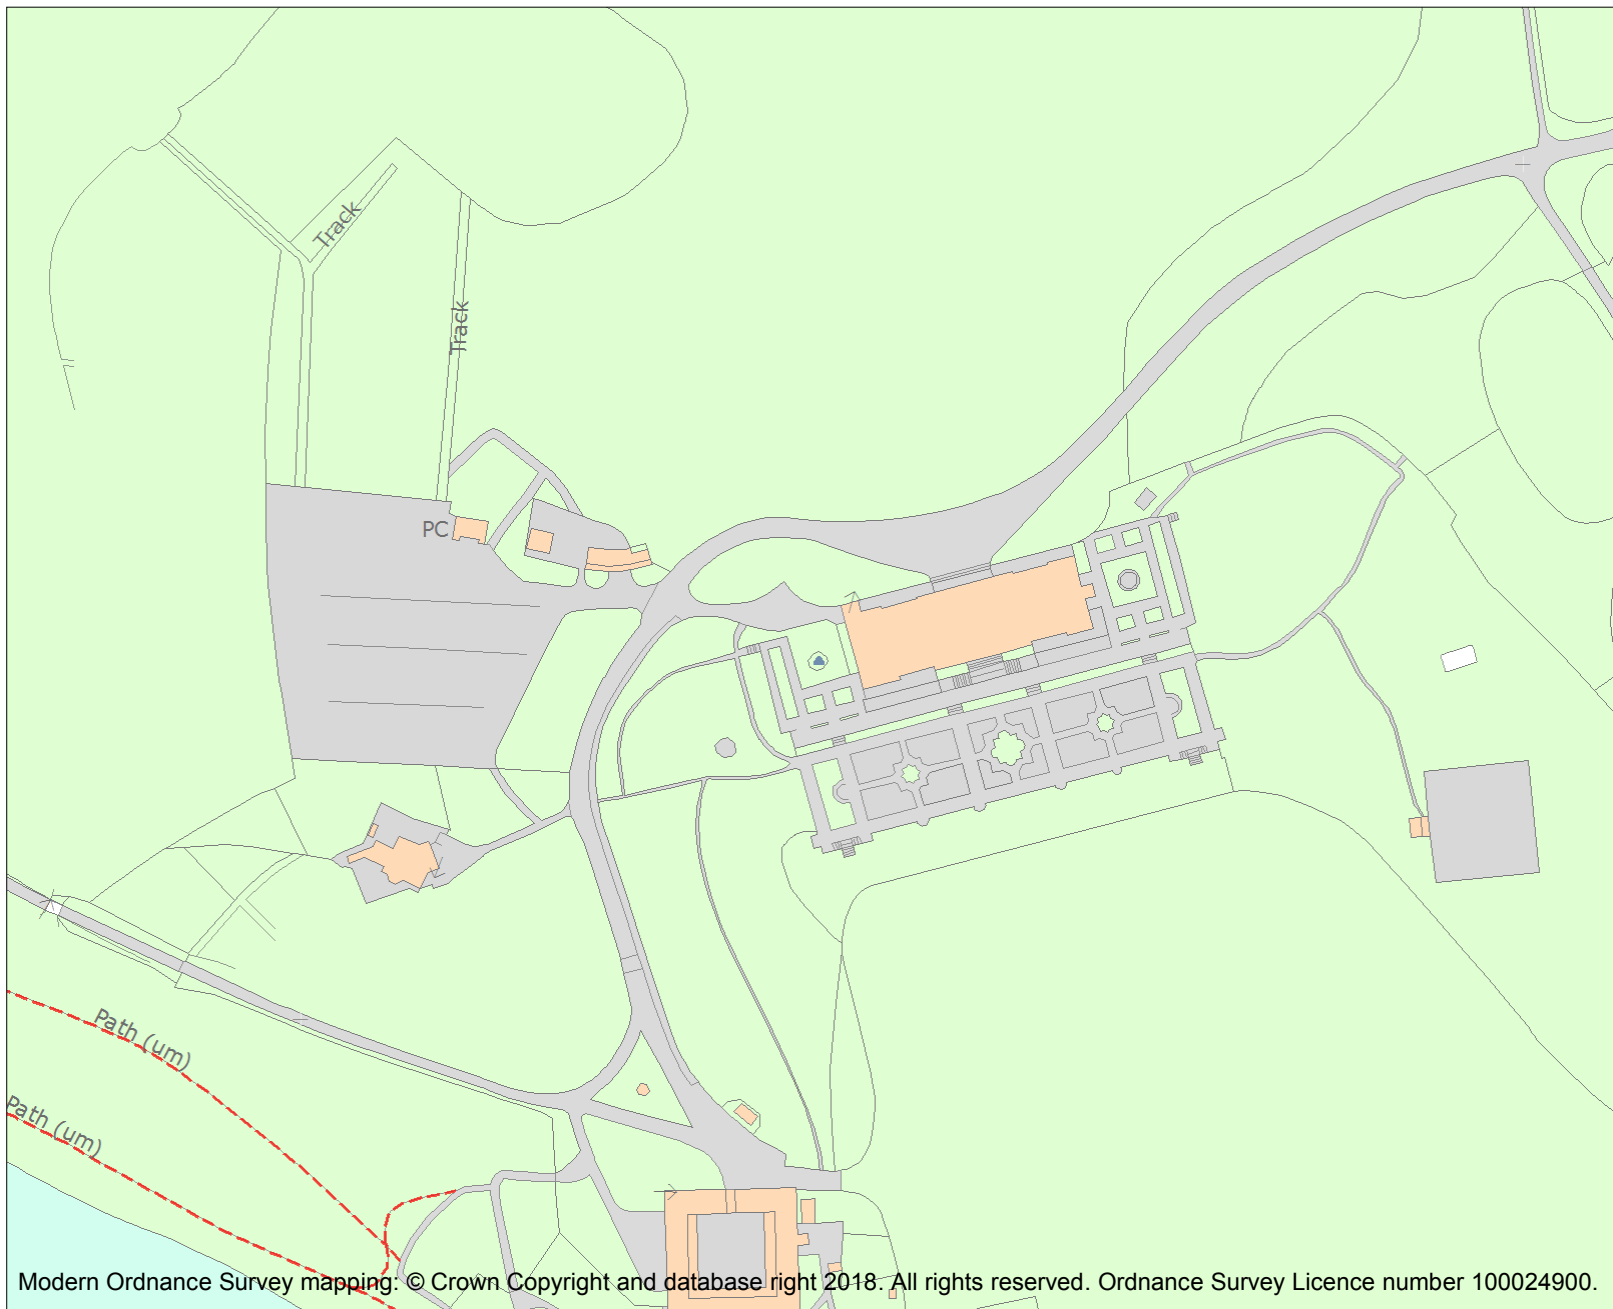 Track
Track
PC
Path (um)
Path (um)
Modern Ordnance Survey mapping: © Crown Copyright and database right 2018. All rights reserved. Ordnance Survey Licence number 100024900.